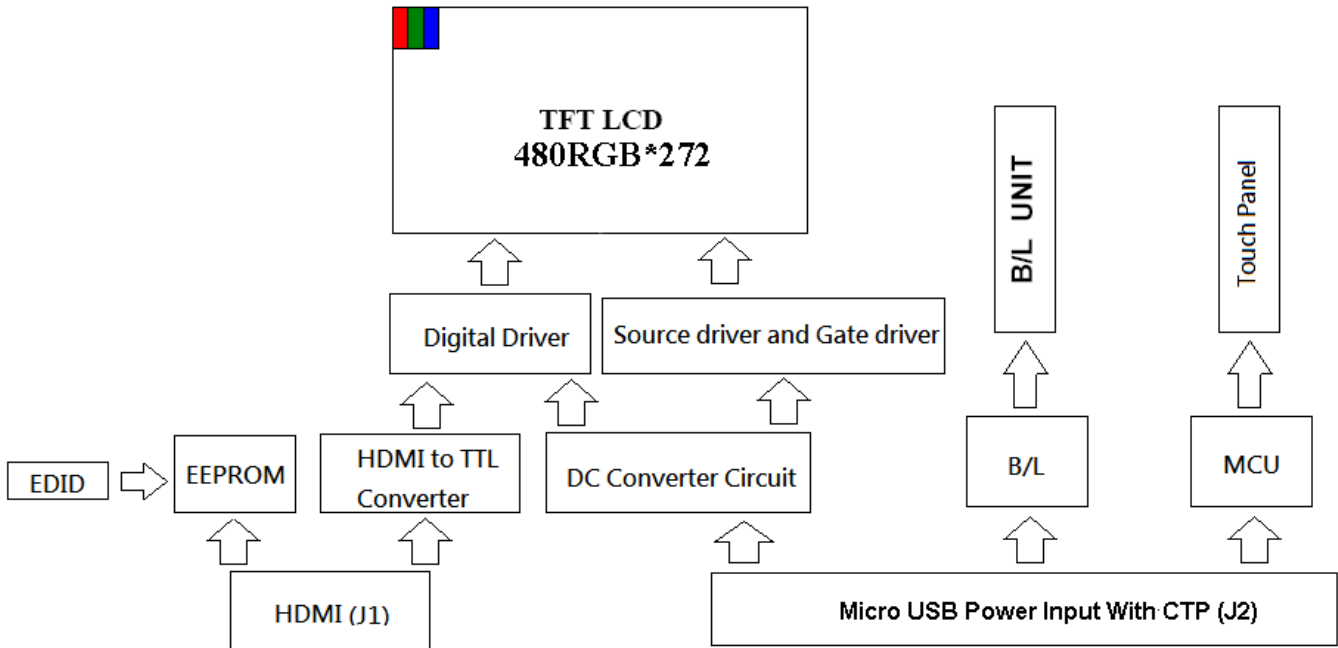 TFT LCD
480RGB*272
B/L UNIT
Touch Panel
Digital Driver
Source driver and Gate driver
EDID
EEPROM
HDMI to TTL
Converter
DC Converter Circuit
B/L
MCU
HDMI (J1)
Micro USB Power Input With CTP (J2)